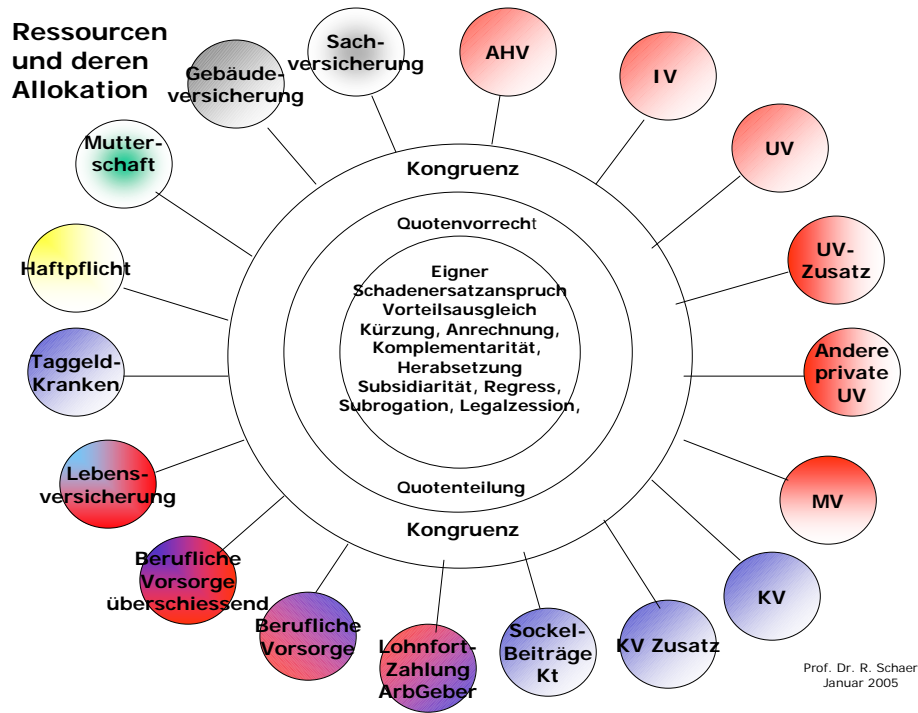 Ressourcen
und deren
Allokation
Sach-
versicherung
AHV
IV
UV
UV-
Zusatz
Andere
private
UV
MV
KV
KV Zusatz
Sockel-
Beiträge
Kt
Lohnfort-
Zahlung
ArbGeber
Berufliche
Vorsorge
Berufliche
Vorsorge
überschiessend
Lebens-
versicherung
Taggeld-
Kranken
Haftpflicht
Mutter-
schaft
Gebäude-
versicherung
Kongruenz
Quotenvorrecht
Eigner
Schadenersatzanspruch
Vorteilsausgleich
Kürzung, Anrechnung,
Komplementarität,
Herabsetzung
Subsidiarität, Regress,
Subrogation, Legalzession,
Quotenteilung
Kongruenz
Prof. Dr. R. Schaer
Januar 2005